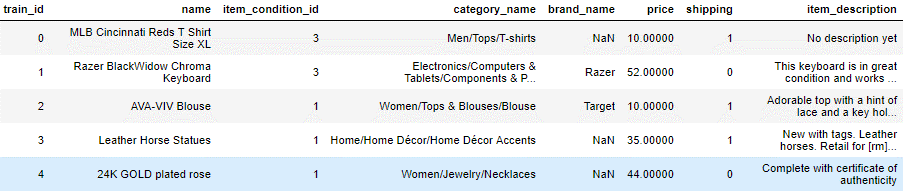 train_id name item_condition_id category_name brand_name price shipping item_description
0 MLB Cincinnati Reds T Shirt Size XL 3 Men/Tops/T-shirts NaN 10.00000 1 No description yet
1 Razer BlackWidow Chroma Keyboard 3 Electronics/Computers & Tablets/Components & P... Razer 52.00000 0 This keyboard is in great condition and works ...
2 AVA-VIV Blouse 1 Women/Tops & Blouses/Blouse Target 10.00000 1 Adorable top with a hint of lace and a key hol...
3 Leather Horse Statues 1 Home/Home Décor/Home Décor Accents NaN 35.00000 1 New with tags. Leather horses. Retail for [rm]...
4 24K GOLD plated rose 1 Women/Jewelry/Necklaces NaN 44.00000 0 Complete with certificate of authenticity